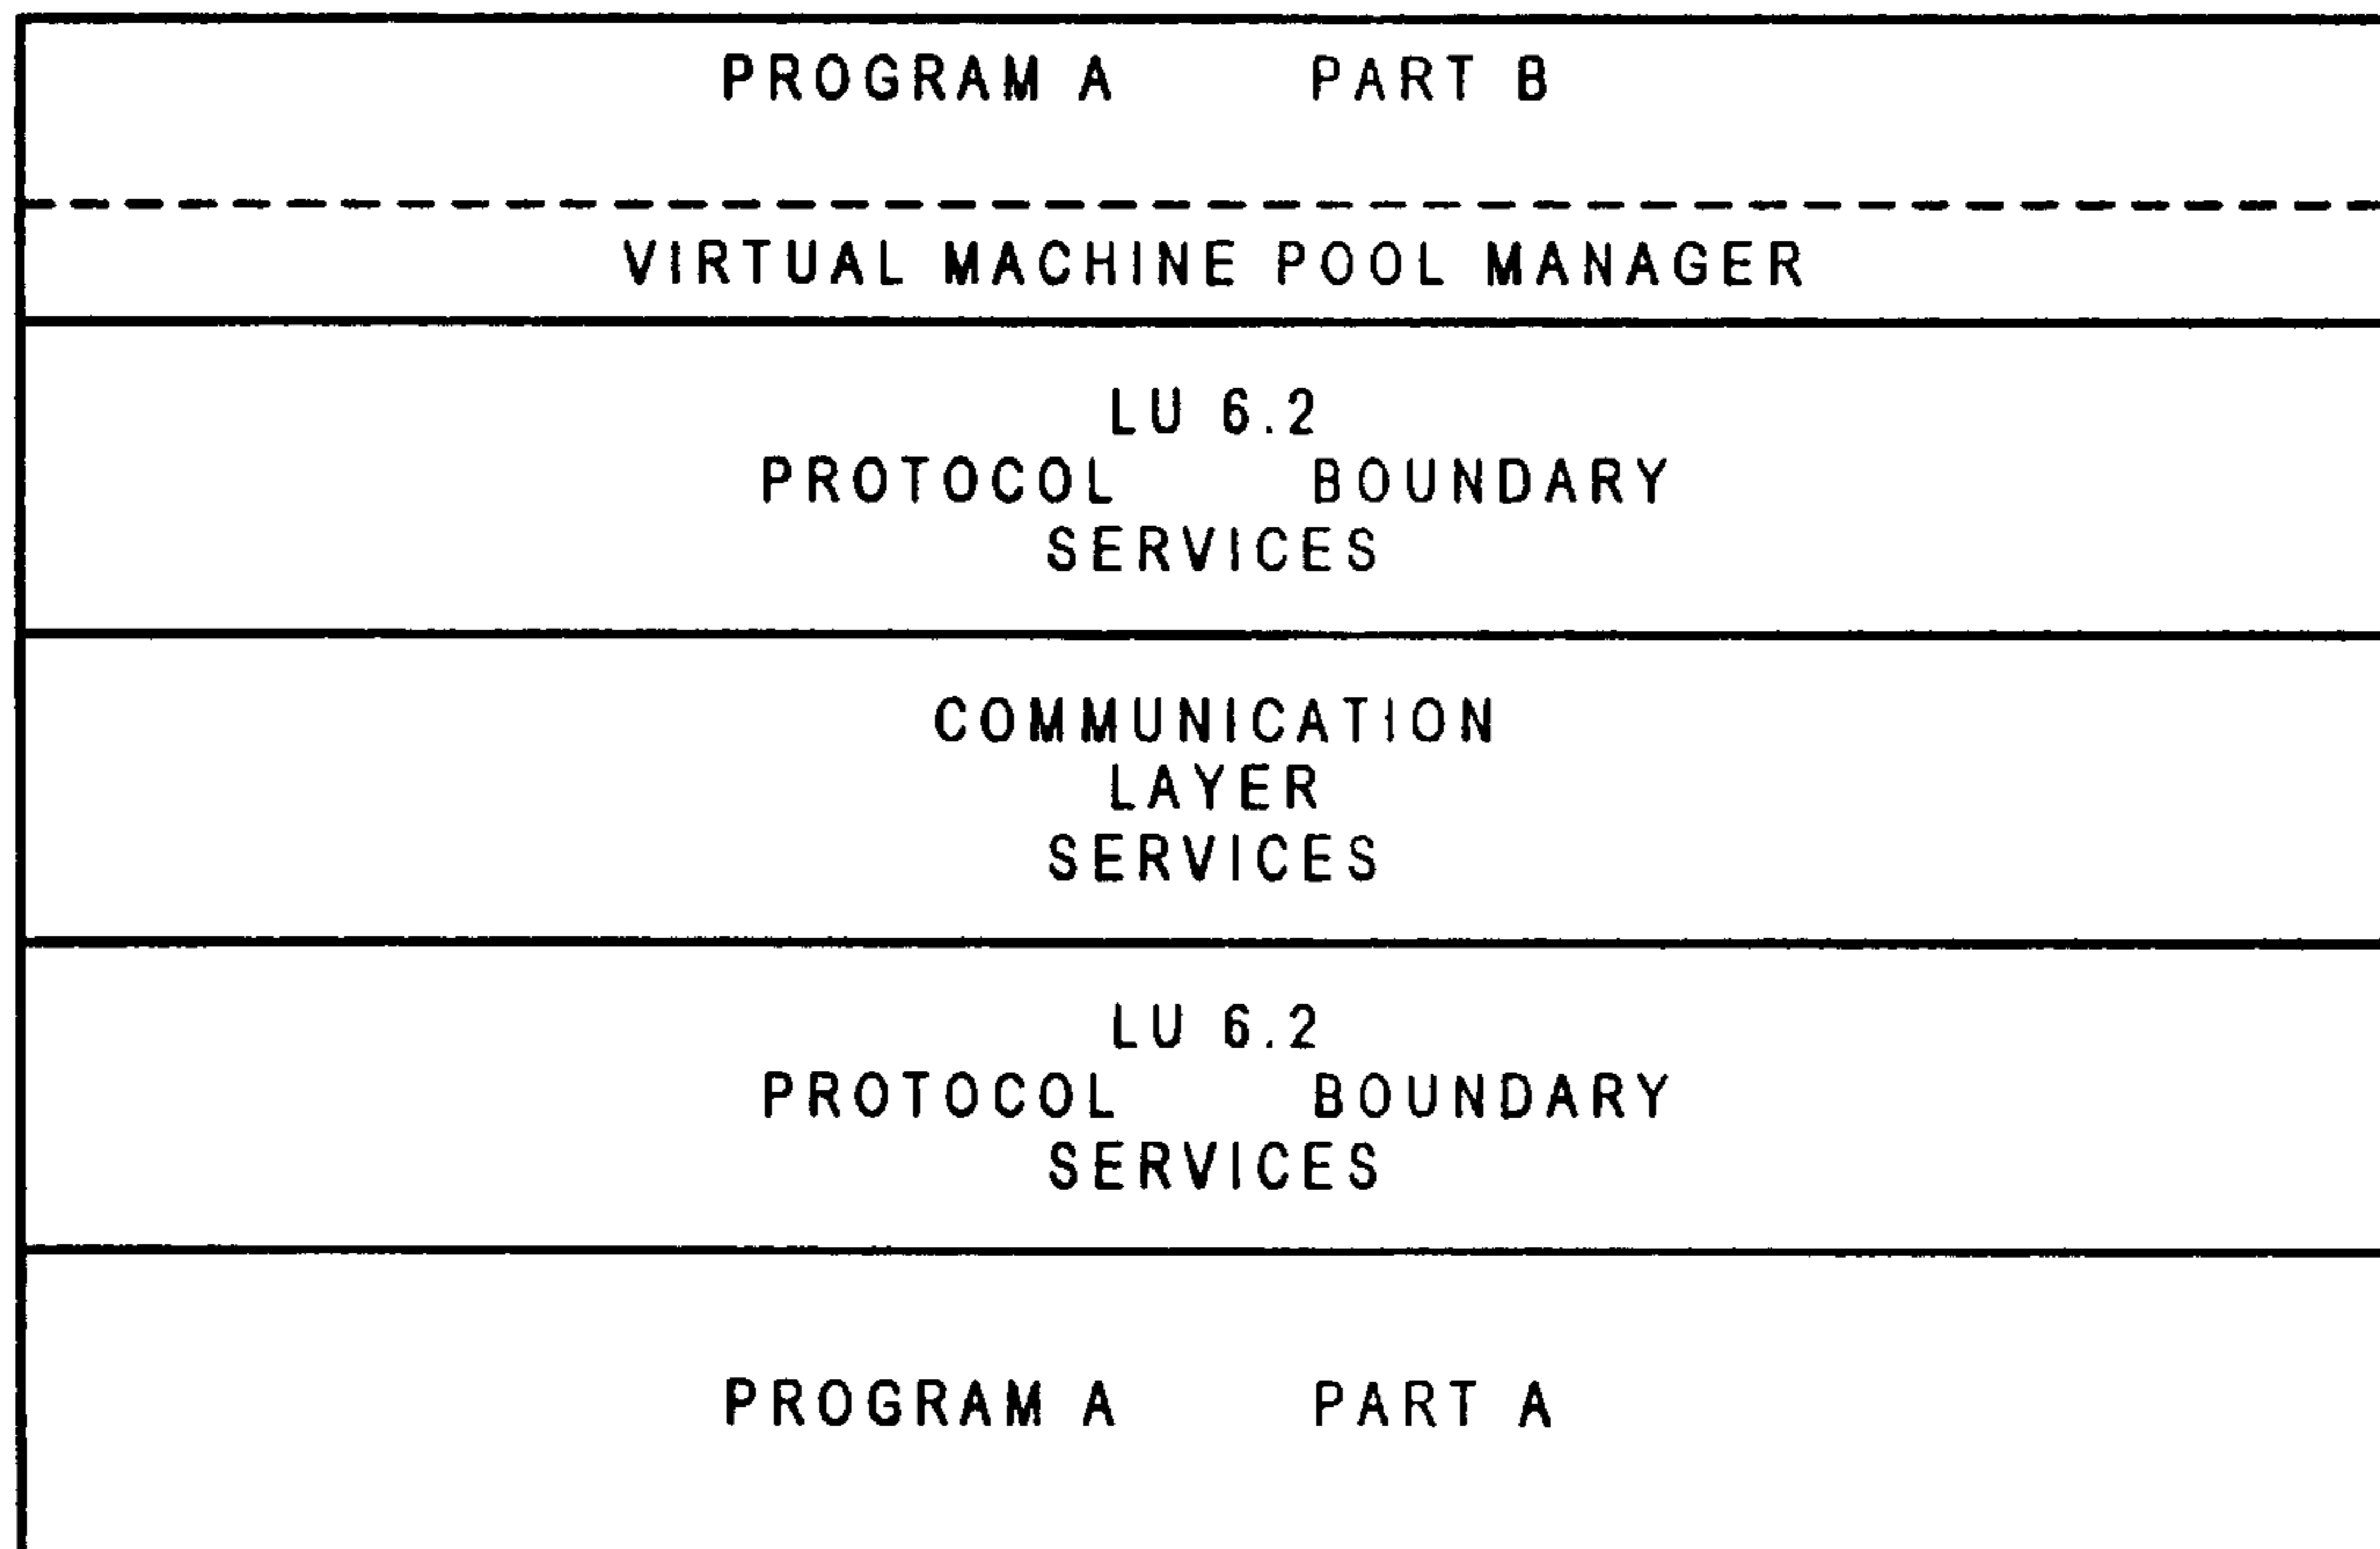 PROGRAM A PART B
VIRTUAL MACHINE POOL MANAGER
LU 6.2
PROTOCOL BOUNDARY
SERVICES
COMMUNICATION
LAYER
SERVICES
LU 6.2
PROTOCOL BOUNDARY
SERVICES
PROGRAM A PART A